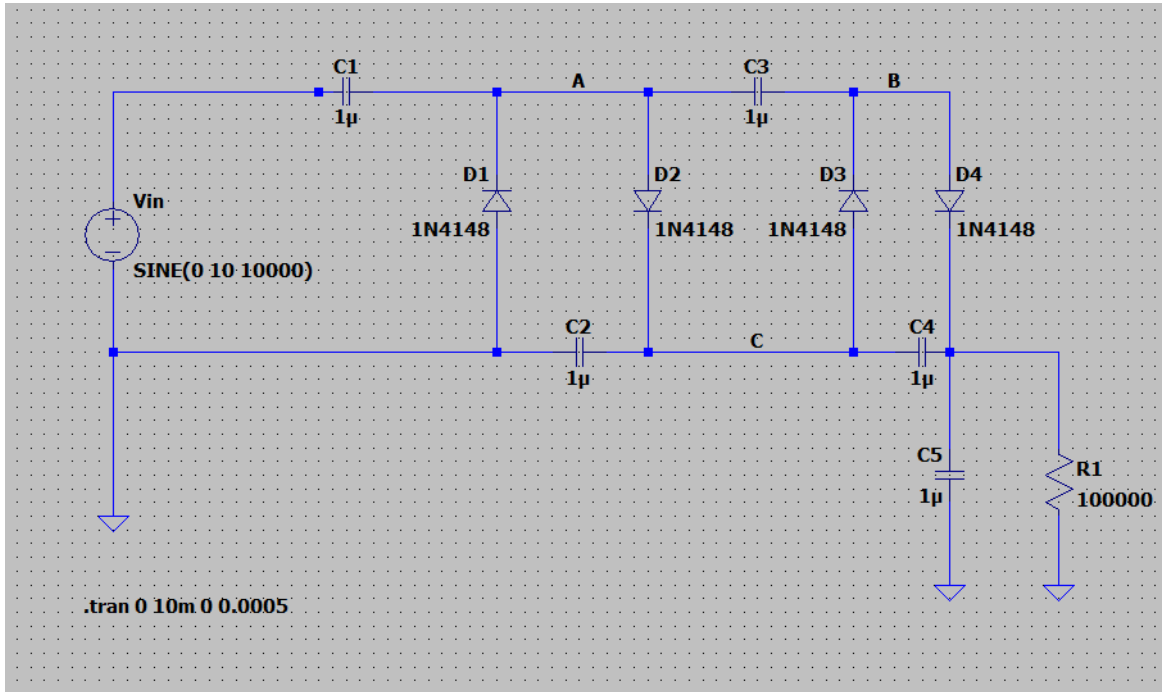 C1
1µ
A
C3
1µ
B
Vin
SINE(0 10 10000)
D1
1N4148
D2
1N4148
D3
1N4148
D4
1N4148
C2
1µ
C
C4
1µ
C5
1µ
R1
100000
.tran 0 10m 0 0.0005